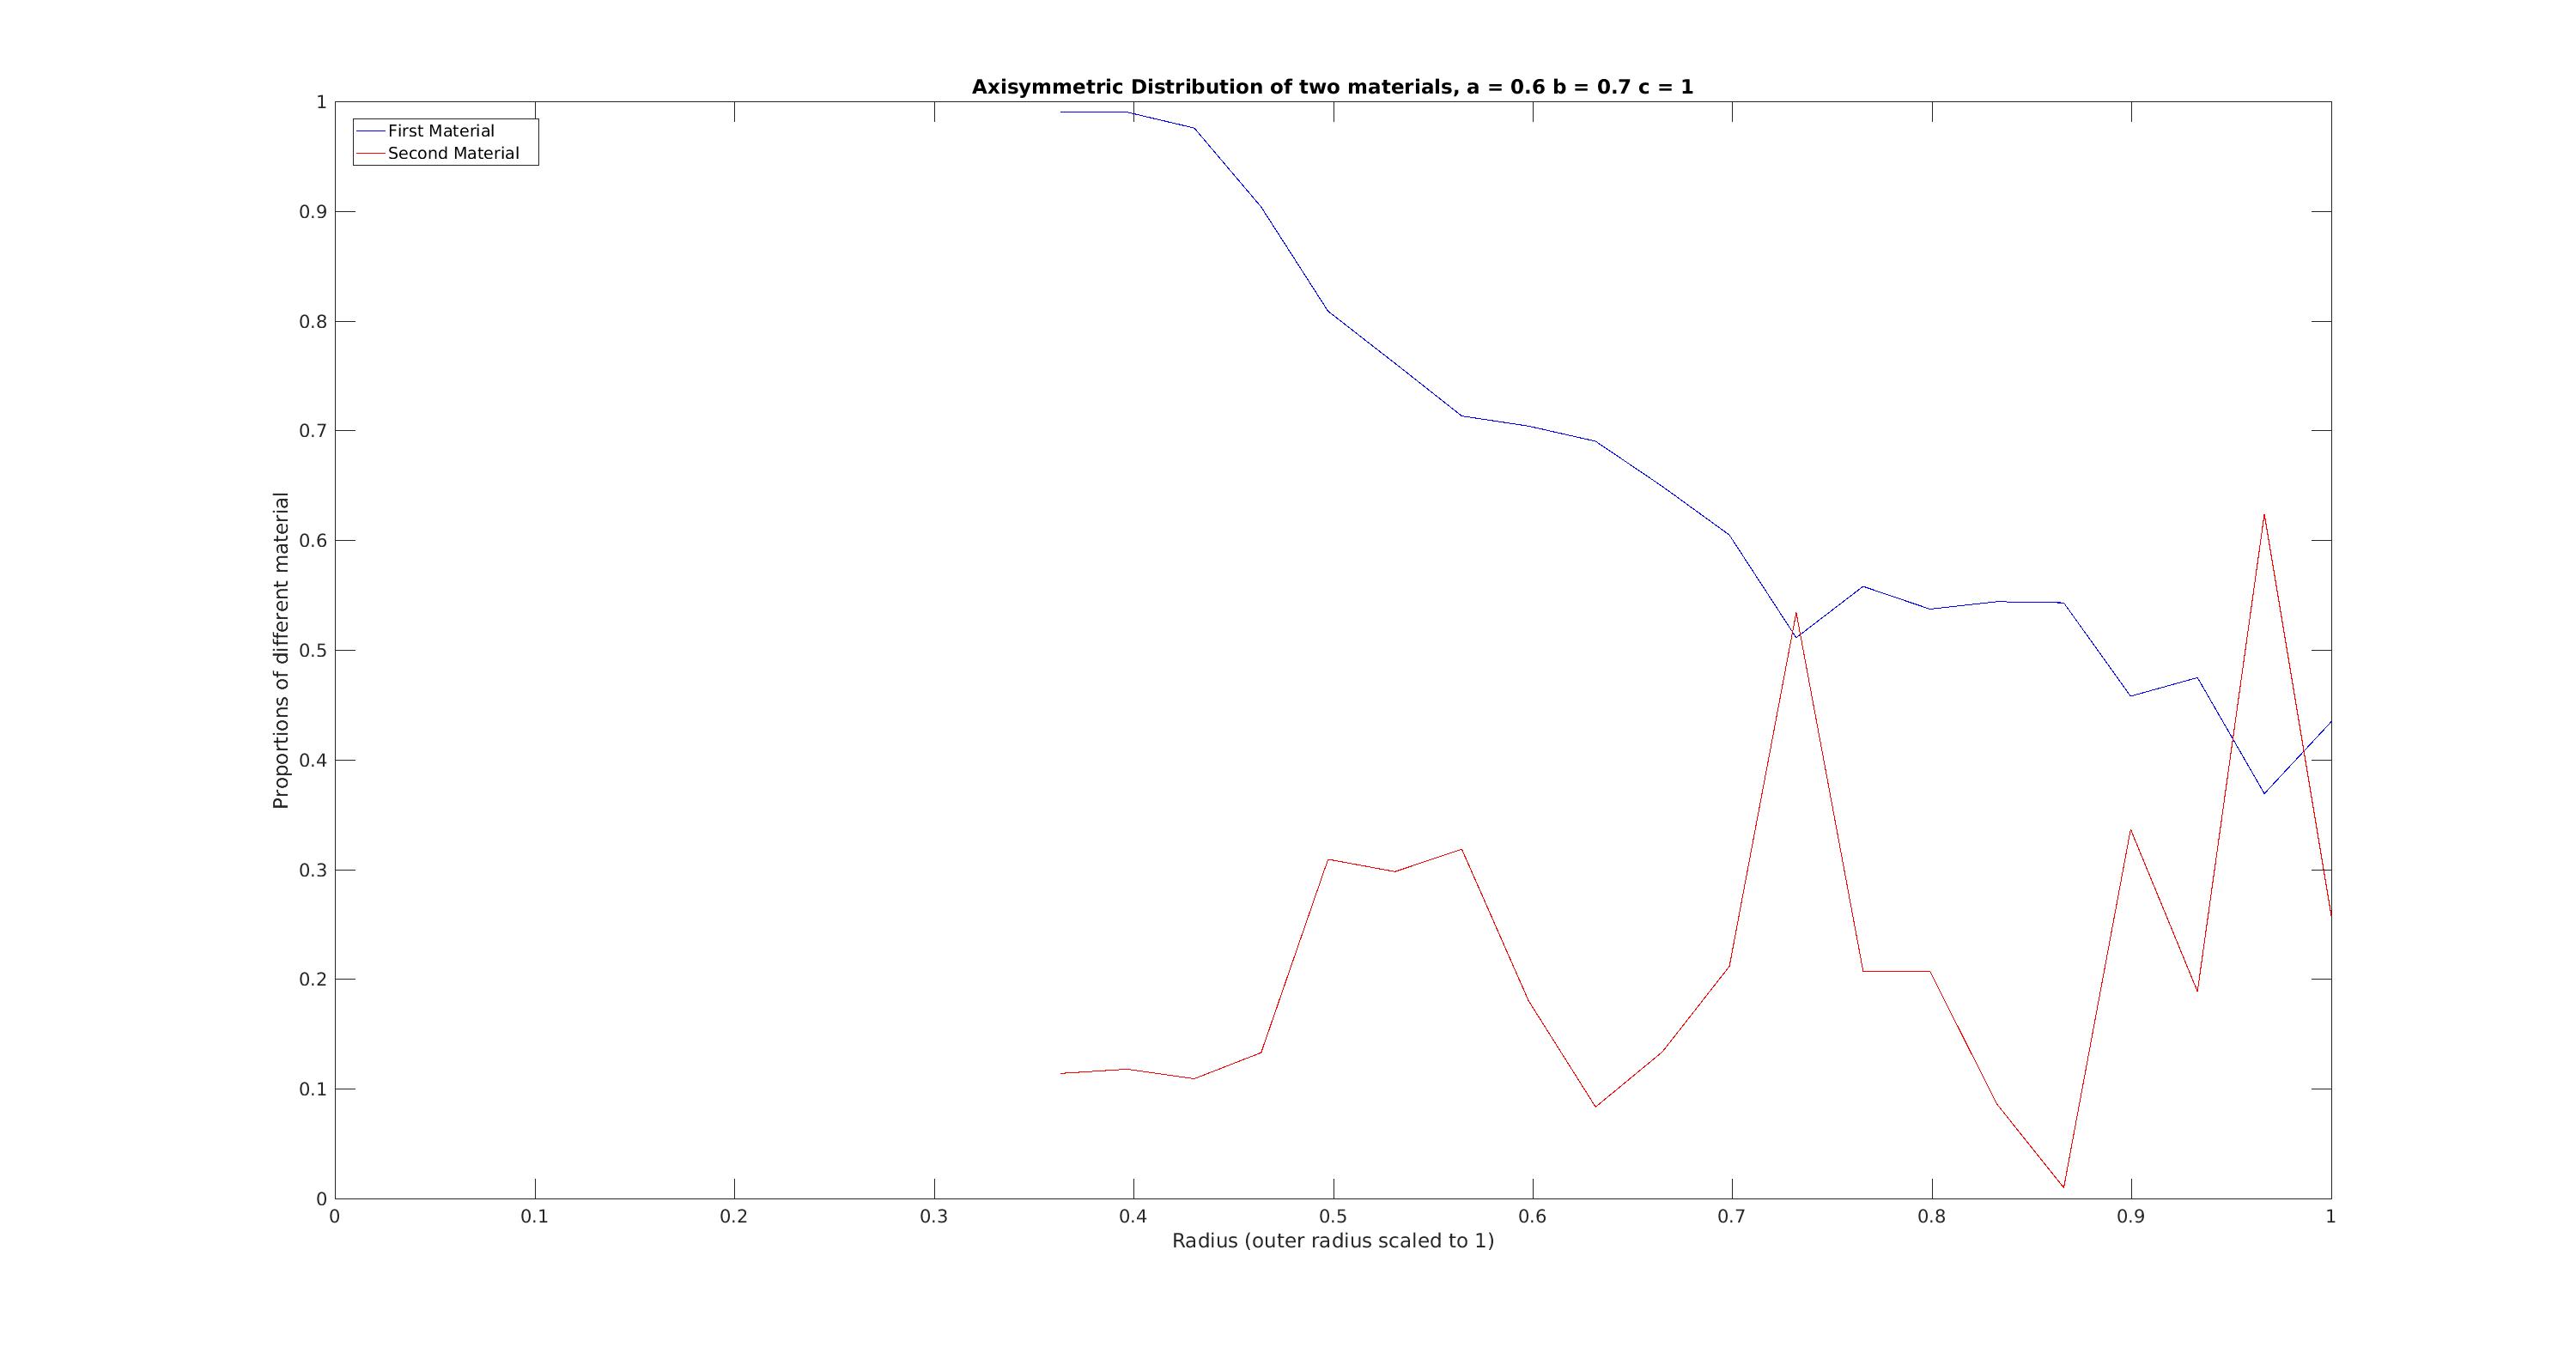 Axisymmetric Distribution of two materials, a = 0.6 b = 0.7 c = 1
First Material
Second Material
1
0.9
0.8
0.7
0.6
0.5
0.4
0.3
0.2
0.1
0
Proportions of different material
0 0.1 0.2 0.3 0.4 0.5 0.6 0.7 0.8 0.9 1
Radius (outer radius scaled to 1)